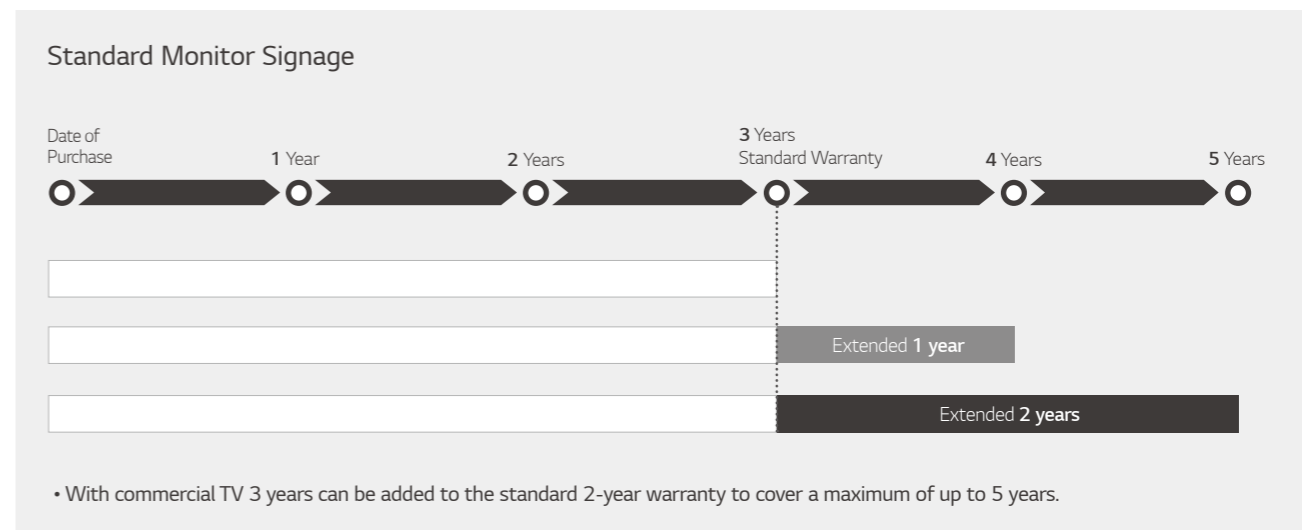 Standard Monitor Signage
Date of
Purchase
1 Year
2 Years
3 Years
Standard Warranty
4 Years
5 Years
Extended 1 year
Extended 2 years
• With commercial TV 3 years can be added to the standard 2-year warranty to cover a maximum of up to 5 years.